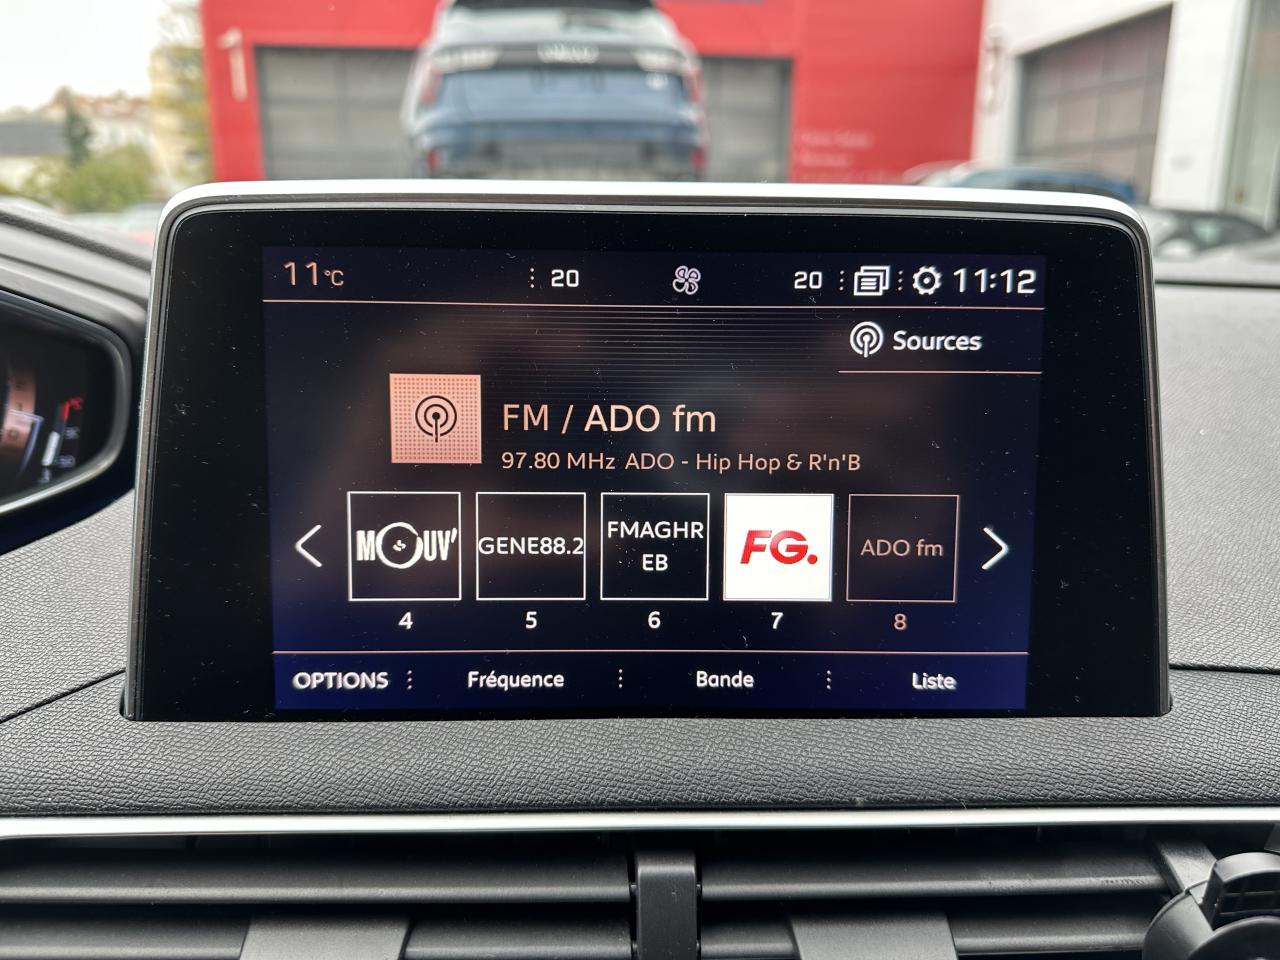 11°C
20
20
11:12
Sources
FM / ADO fm
97.80 MHz ADO - Hip Hop & R'n'B
MOUV'
GENE88.2
FMAGHR
EB
FG.
ADO fm
4
5
6
7
8
OPTIONS
Fréquence
Bande
Liste